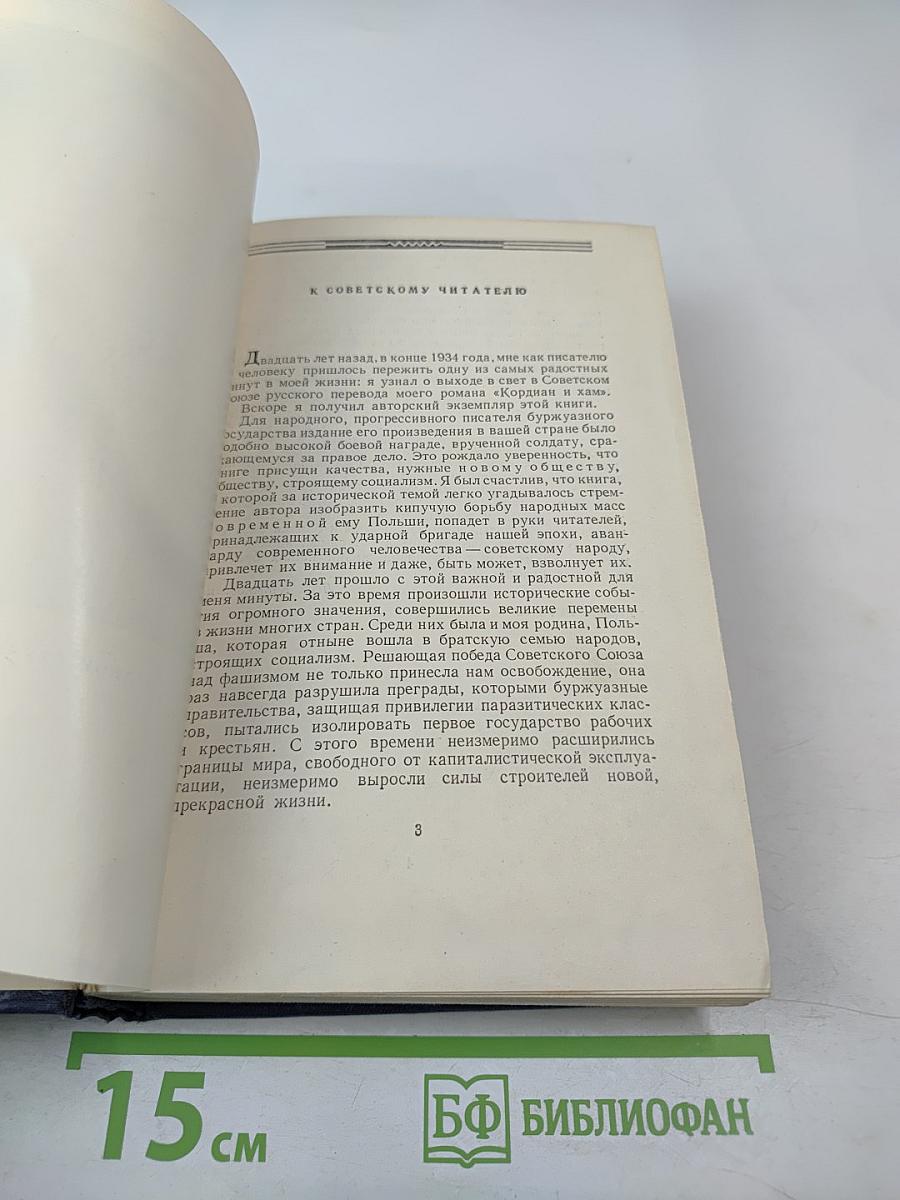 К СОВЕТСКОМУ ЧИТАТЕЛЮ
Двадцать лет назад, в конце 1934 года, мне как писателю
человеку пришлось пережить одну из самых радостных
инут в моей жизни: я узнал о выходе в свет в Советском
оюзе русского перевода моего романа «Кордиан и хам».
Вскоре я получил авторский экземпляр этой книги.
Для народного, прогрессивного писателя буржуазного
осударства издание его произведения в вашей стране было
одобно высокой боевой награде, врученной солдату, сра-
ающемуся за правое дело. Это рождало уверенность, что
ниге присущи качества, нужные новому обществу,
бществу, строящему социализм. Я был счастлив, что книга,
которой за исторической темой легко угадывалось стрем-
ение автора изобразить кипучую борьбу народных масс
овременной ему Польши, попадет в руки читателей,
ринадлежащих к ударной бригаде нашей эпохи, аван-
арду современного человечества — советскому народу,
ривлечет их внимание и даже, быть может, взволнует их.
Двадцать лет прошло с этой важной и радостной для
меня минуты. За это время произошли исторические собы-
тия огромного значения, совершились великие перемены
в жизни многих стран. Среди них была и моя родина, Поль-
ша, которая отныне вошла в братскую семью народов,
строящих социализм. Решающая победа Советского Союза
над фашизмом не только принесла нам освобождение, она
раз навсегда разрушила преграды, которыми буржуазные
правительства, защищая привилегии паразитических клас-
сов, пытались изолировать первое государство рабочих
и крестьян. С этого времени неизмеримо расширились
границы мира, свободного от капиталистической эксплуа-
тации, неизмеримо выросли силы строителей новой,
прекрасной жизни.
3
15 см
БФ БИБЛИОФАН